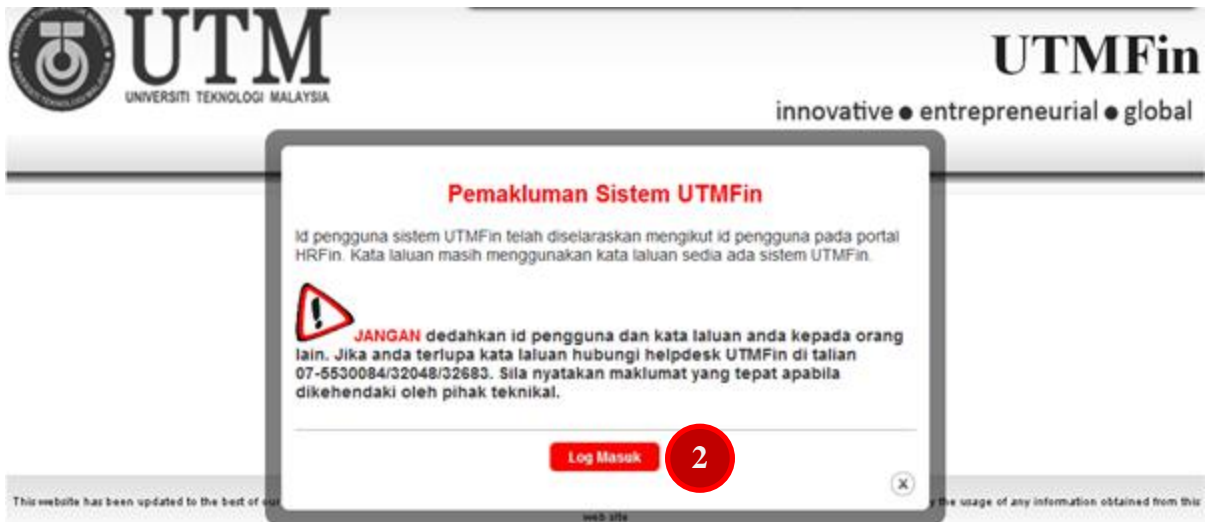 UTM
UNIVERSITI TEKNOLOGI MALAYSIA
UTMFin
innovative ● entrepreneurial ● global
Pemakluman Sistem UTMFin
Id pengguna sistem UTMFin telah diselaraskan mengikut id pengguna pada portal
HRFin. Kata laluan masih menggunakan kata laluan sedia ada sistem UTMFin.
JANGAN dedahkan id pengguna dan kata laluan anda kepada orang
lain. Jika anda terlupa kata laluan hubungi helpdesk UTMFin di talian
07-5530084/32048/32683. Sila nyatakan maklumat yang tepat apabila
dikehendaki oleh pihak teknikal.
Log Masuk
2
X
This website has been updated to the best of
the usage of any information obtained from this
web site